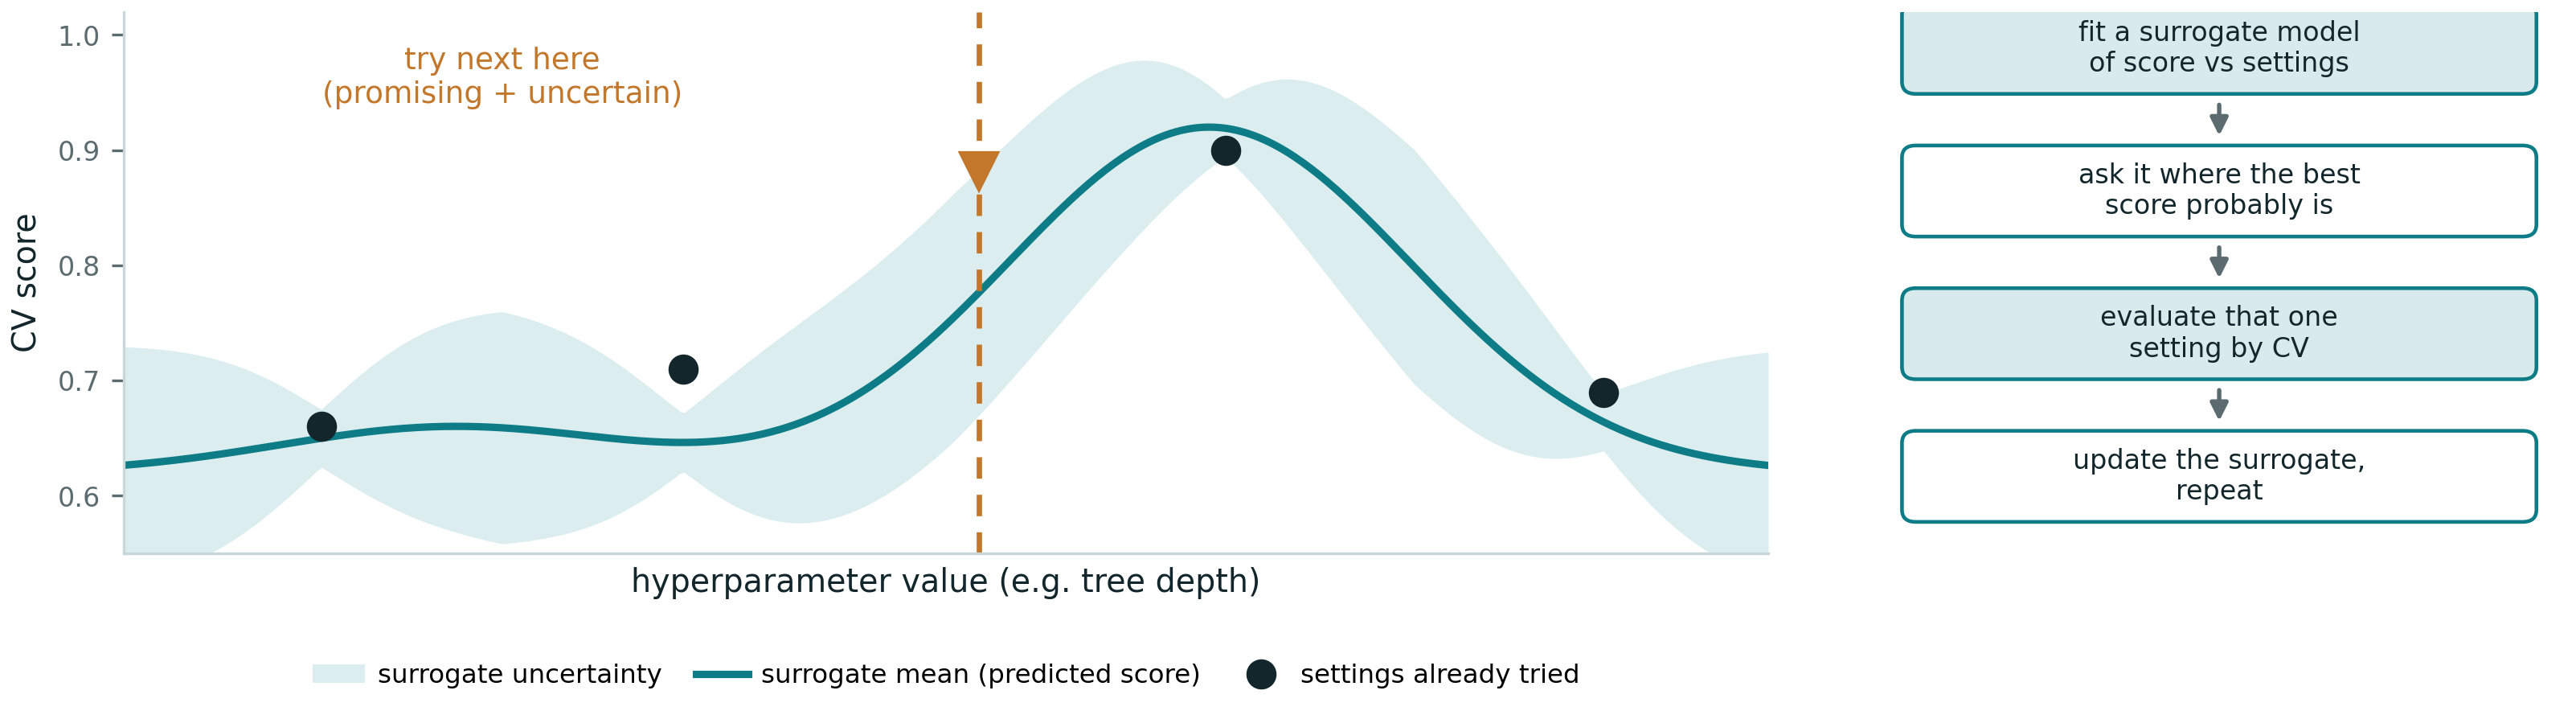 1.0
0.9
0.8
0.7
0.6
CV score
try next here
(promising + uncertain)
hyperparameter value (e.g. tree depth)
surrogate uncertainty
surrogate mean (predicted score)
settings already tried
fit a surrogate model
of score vs settings
ask it where the best
score probably is
evaluate that one
setting by CV
update the surrogate,
repeat